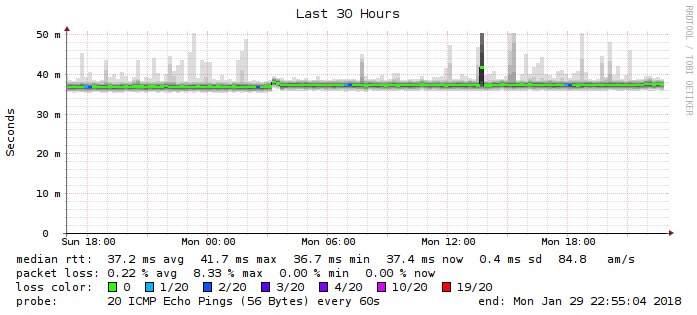 Last 30 Hours
RRDTOOL / TOBI OETIKER
Seconds
50 m
40 m
30 m
20 m
10 m
0
Sun 18:00 Mon 00:00 Mon 06:00 Mon 12:00 Mon 18:00
median rtt: 37.2 ms avg 41.7 ms max 36.7 ms min 37.4 ms now 0.4 ms sd 84.8 am/s
packet loss: 0.22 % avg 8.33 % max 0.00 % min 0.00 % now
loss color: 0 1/20 2/20 3/20 4/20 10/20 19/20
probe: 20 ICMP Echo Pings (56 Bytes) every 60s end: Mon Jan 29 22:55:04 2018